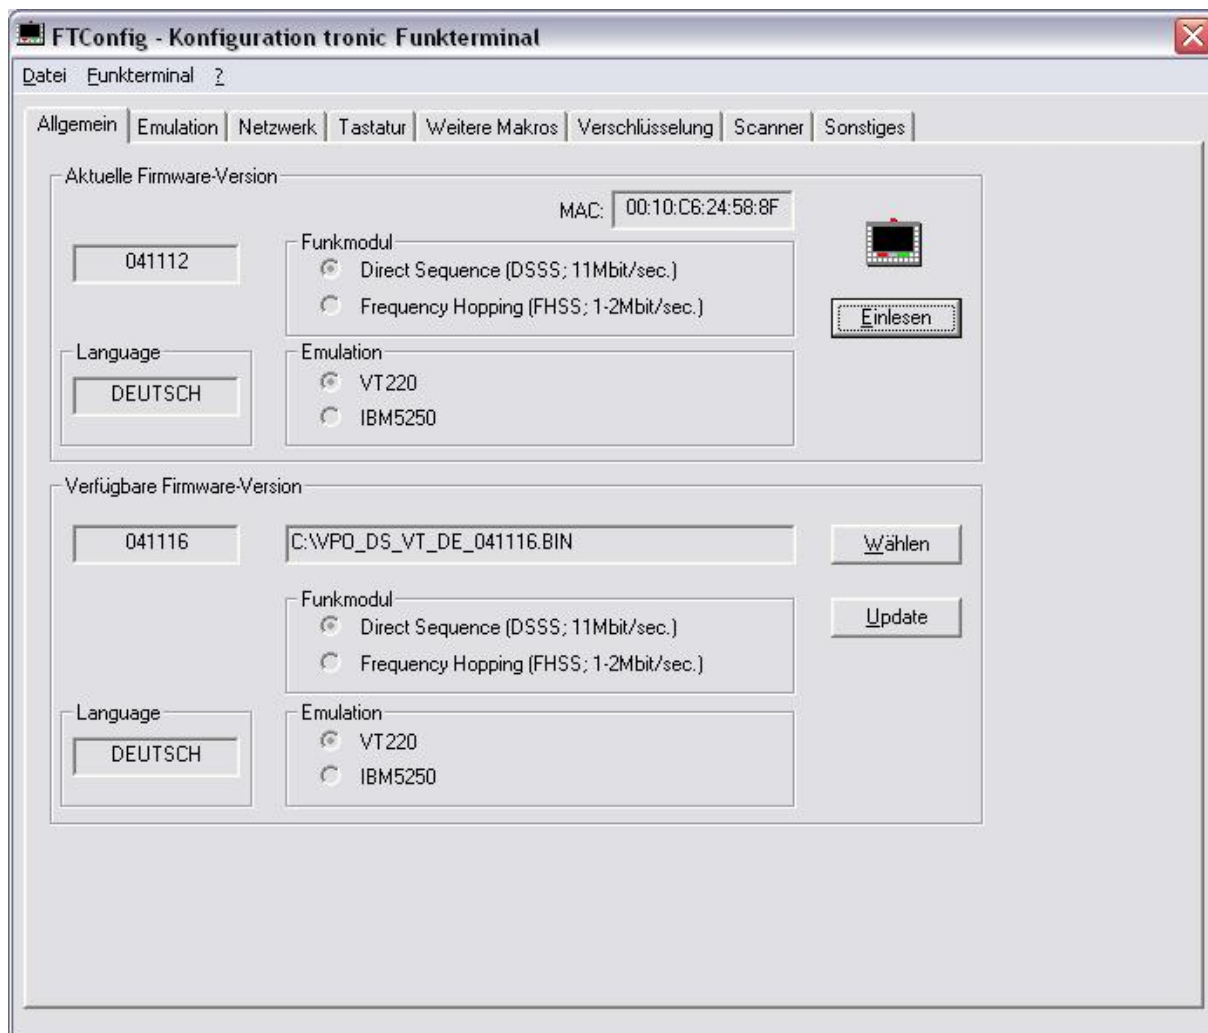 FTConfig - Konfiguration tronic Funkterminal
Datei Funkterminal ?
Allgemein Emulation Netzwerk Tastatur Weitere Makros Verschlüsselung Scanner Sonstiges
Aktuelle Firmware-Version
MAC: 00:10:C6:24:58:8F
041112
Funkmodul
Direct Sequence (DSSS; 11Mbit/sec.)
Frequency Hopping (FHSS; 1-2Mbit/sec.)
Einlesen
Language
DEUTSCH
Emulation
VT220
IBM5250
Verfügbare Firmware-Version
041116
C:\VPO_DS_VT_DE_041116.BIN
Wählen
Funkmodul
Direct Sequence (DSSS; 11Mbit/sec.)
Frequency Hopping (FHSS; 1-2Mbit/sec.)
Update
Language
DEUTSCH
Emulation
VT220
IBM5250